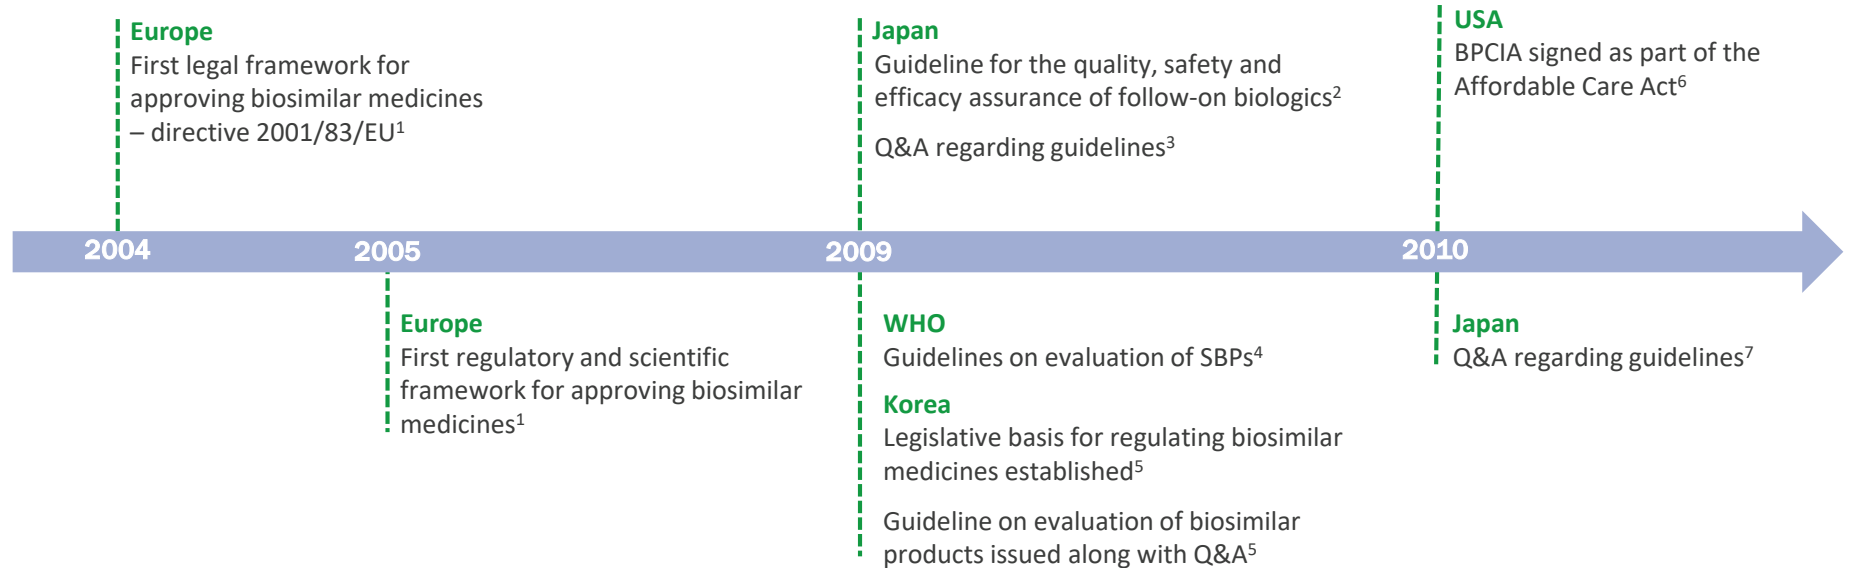 Europe
First legal framework for
approving biosimilar medicines
– directive 2001/83/EU¹
Japan
Guideline for the quality, safety and
efficacy assurance of follow-on biologics²
Q&A regarding guidelines³
USA
BPCIA signed as part of the
Affordable Care Act⁶
2004
2005
2009
2010
Europe
First regulatory and scientific
framework for approving biosimilar
medicines¹
WHO
Guidelines on evaluation of SBPs⁴
Korea
Legislative basis for regulating biosimilar
medicines established⁵
Guideline on evaluation of biosimilar
products issued along with Q&A⁵
Japan
Q&A regarding guidelines⁷